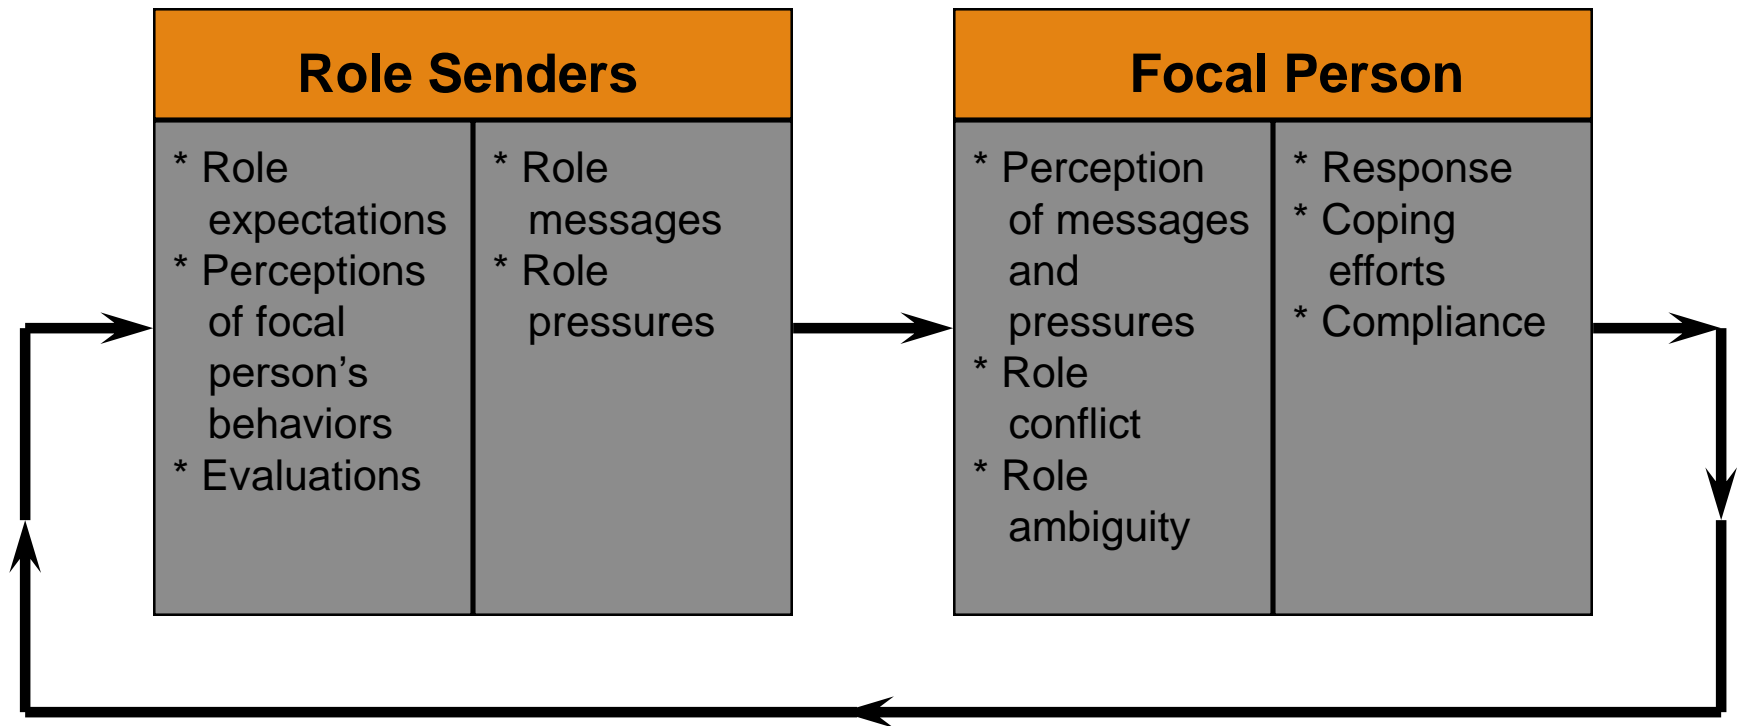 Role Senders
* Role
expectations
* Perceptions
of focal
person’s
behaviors
* Evaluations
* Role
messages
* Role
pressures
Focal Person
* Perception
of messages
and
pressures
* Role
conflict
* Role
ambiguity
* Response
* Coping
efforts
* Compliance